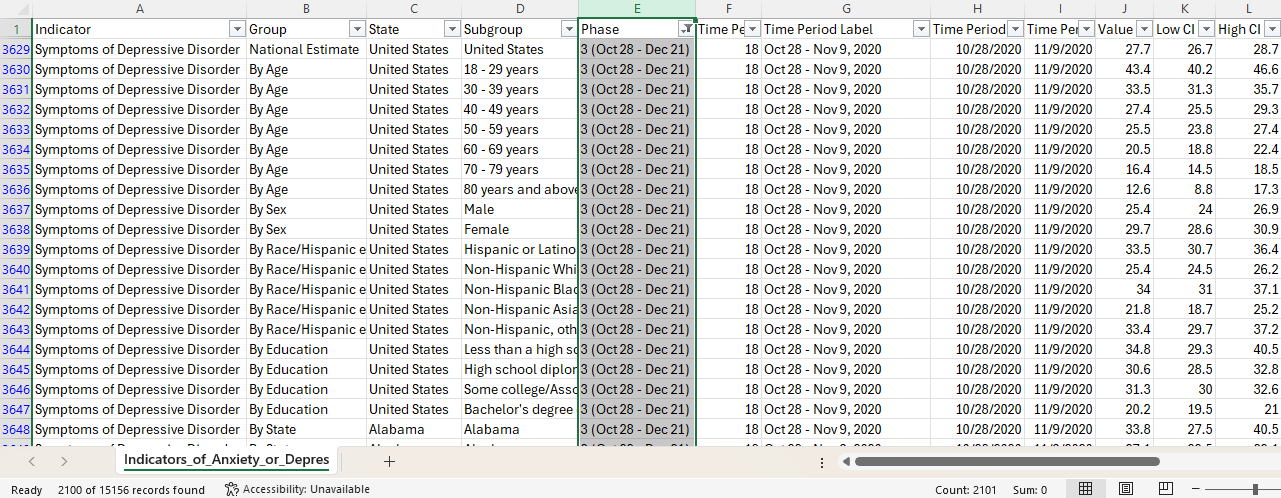 A B C D E F G H I J K L
1 Indicator Group State Subgroup Phase Time Pe Time Period Label Time Period Time Per Value Low CI High CI
3629 Symptoms of Depressive Disorder National Estimate United States United States 3 (Oct 28 - Dec 21) 18 Oct 28 - Nov 9, 2020 10/28/2020 11/9/2020 27.7 26.7 28.7
3630 Symptoms of Depressive Disorder By Age United States 18 - 29 years 3 (Oct 28 - Dec 21) 18 Oct 28 - Nov 9, 2020 10/28/2020 11/9/2020 43.4 40.2 46.6
3631 Symptoms of Depressive Disorder By Age United States 30 - 39 years 3 (Oct 28 - Dec 21) 18 Oct 28 - Nov 9, 2020 10/28/2020 11/9/2020 33.5 31.3 35.7
3632 Symptoms of Depressive Disorder By Age United States 40 - 49 years 3 (Oct 28 - Dec 21) 18 Oct 28 - Nov 9, 2020 10/28/2020 11/9/2020 27.4 25.5 29.3
3633 Symptoms of Depressive Disorder By Age United States 50 - 59 years 3 (Oct 28 - Dec 21) 18 Oct 28 - Nov 9, 2020 10/28/2020 11/9/2020 25.5 23.8 27.4
3634 Symptoms of Depressive Disorder By Age United States 60 - 69 years 3 (Oct 28 - Dec 21) 18 Oct 28 - Nov 9, 2020 10/28/2020 11/9/2020 20.5 18.8 22.4
3635 Symptoms of Depressive Disorder By Age United States 70 - 79 years 3 (Oct 28 - Dec 21) 18 Oct 28 - Nov 9, 2020 10/28/2020 11/9/2020 16.4 14.5 18.5
3636 Symptoms of Depressive Disorder By Age United States 80 years and above 3 (Oct 28 - Dec 21) 18 Oct 28 - Nov 9, 2020 10/28/2020 11/9/2020 12.6 8.8 17.3
3637 Symptoms of Depressive Disorder By Sex United States Male 3 (Oct 28 - Dec 21) 18 Oct 28 - Nov 9, 2020 10/28/2020 11/9/2020 25.4 24 26.9
3638 Symptoms of Depressive Disorder By Sex United States Female 3 (Oct 28 - Dec 21) 18 Oct 28 - Nov 9, 2020 10/28/2020 11/9/2020 29.7 28.6 30.9
3639 Symptoms of Depressive Disorder By Race/Hispanic e United States Hispanic or Latino 3 (Oct 28 - Dec 21) 18 Oct 28 - Nov 9, 2020 10/28/2020 11/9/2020 33.5 30.7 36.4
3640 Symptoms of Depressive Disorder By Race/Hispanic e United States Non-Hispanic Whi 3 (Oct 28 - Dec 21) 18 Oct 28 - Nov 9, 2020 10/28/2020 11/9/2020 25.4 24.5 26.2
3641 Symptoms of Depressive Disorder By Race/Hispanic e United States Non-Hispanic Blac 3 (Oct 28 - Dec 21) 18 Oct 28 - Nov 9, 2020 10/28/2020 11/9/2020 34 31 37.1
3642 Symptoms of Depressive Disorder By Race/Hispanic e United States Non-Hispanic Asia 3 (Oct 28 - Dec 21) 18 Oct 28 - Nov 9, 2020 10/28/2020 11/9/2020 21.8 18.7 25.2
3643 Symptoms of Depressive Disorder By Race/Hispanic e United States Non-Hispanic, oth 3 (Oct 28 - Dec 21) 18 Oct 28 - Nov 9, 2020 10/28/2020 11/9/2020 33.4 29.7 37.2
3644 Symptoms of Depressive Disorder By Education United States Less than a high sc 3 (Oct 28 - Dec 21) 18 Oct 28 - Nov 9, 2020 10/28/2020 11/9/2020 34.8 29.3 40.5
3645 Symptoms of Depressive Disorder By Education United States High school diplor 3 (Oct 28 - Dec 21) 18 Oct 28 - Nov 9, 2020 10/28/2020 11/9/2020 30.6 28.5 32.8
3646 Symptoms of Depressive Disorder By Education United States Some college/Asso 3 (Oct 28 - Dec 21) 18 Oct 28 - Nov 9, 2020 10/28/2020 11/9/2020 31.3 30 32.6
3647 Symptoms of Depressive Disorder By Education United States Bachelor's degree 3 (Oct 28 - Dec 21) 18 Oct 28 - Nov 9, 2020 10/28/2020 11/9/2020 20.2 19.5 21
3648 Symptoms of Depressive Disorder By State Alabama Alabama 3 (Oct 28 - Dec 21) 18 Oct 28 - Nov 9, 2020 10/28/2020 11/9/2020 33.8 27.5 40.5
Indicators_of_Anxiety_or_Depres
Ready 2100 of 15156 records found Accessibility: Unavailable Count: 2101 Sum: 0